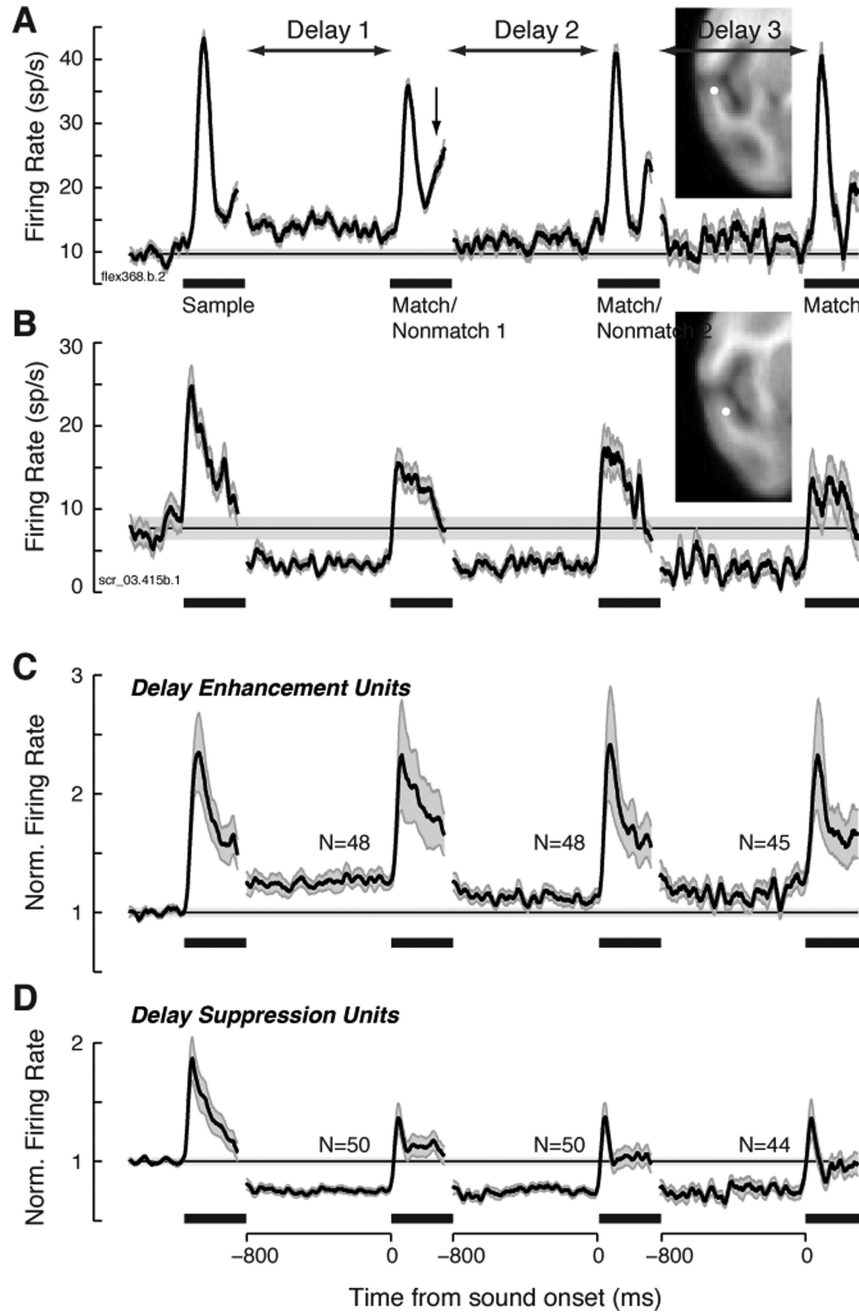 A
Delay 1
Delay 2
Delay 3
Firing Rate (sp/s)
40
30
20
10
flex368.b.2
Sample
Match/
Nonmatch 1
Match/
Nonmatch 2
Match
B
Firing Rate (sp/s)
30
20
10
0
scr_03.415b.1
C
Delay Enhancement Units
Norm. Firing Rate
3
2
1
N=48
N=48
N=45
D
Delay Suppression Units
Norm. Firing Rate
2
1
N=50
N=50
N=44
−800
0
−800
0
−800
0
Time from sound onset (ms)